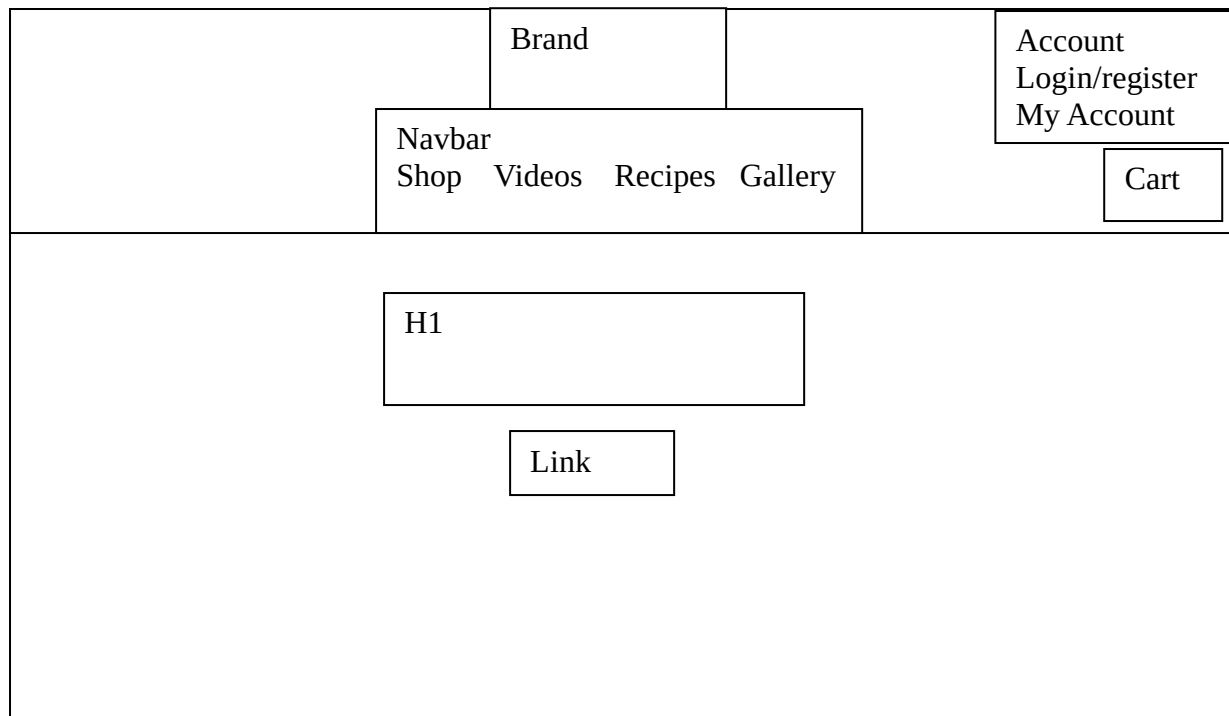 Brand
Account
Login/register
My Account
Navbar
Shop Videos Recipes Gallery
Cart
H1
Link